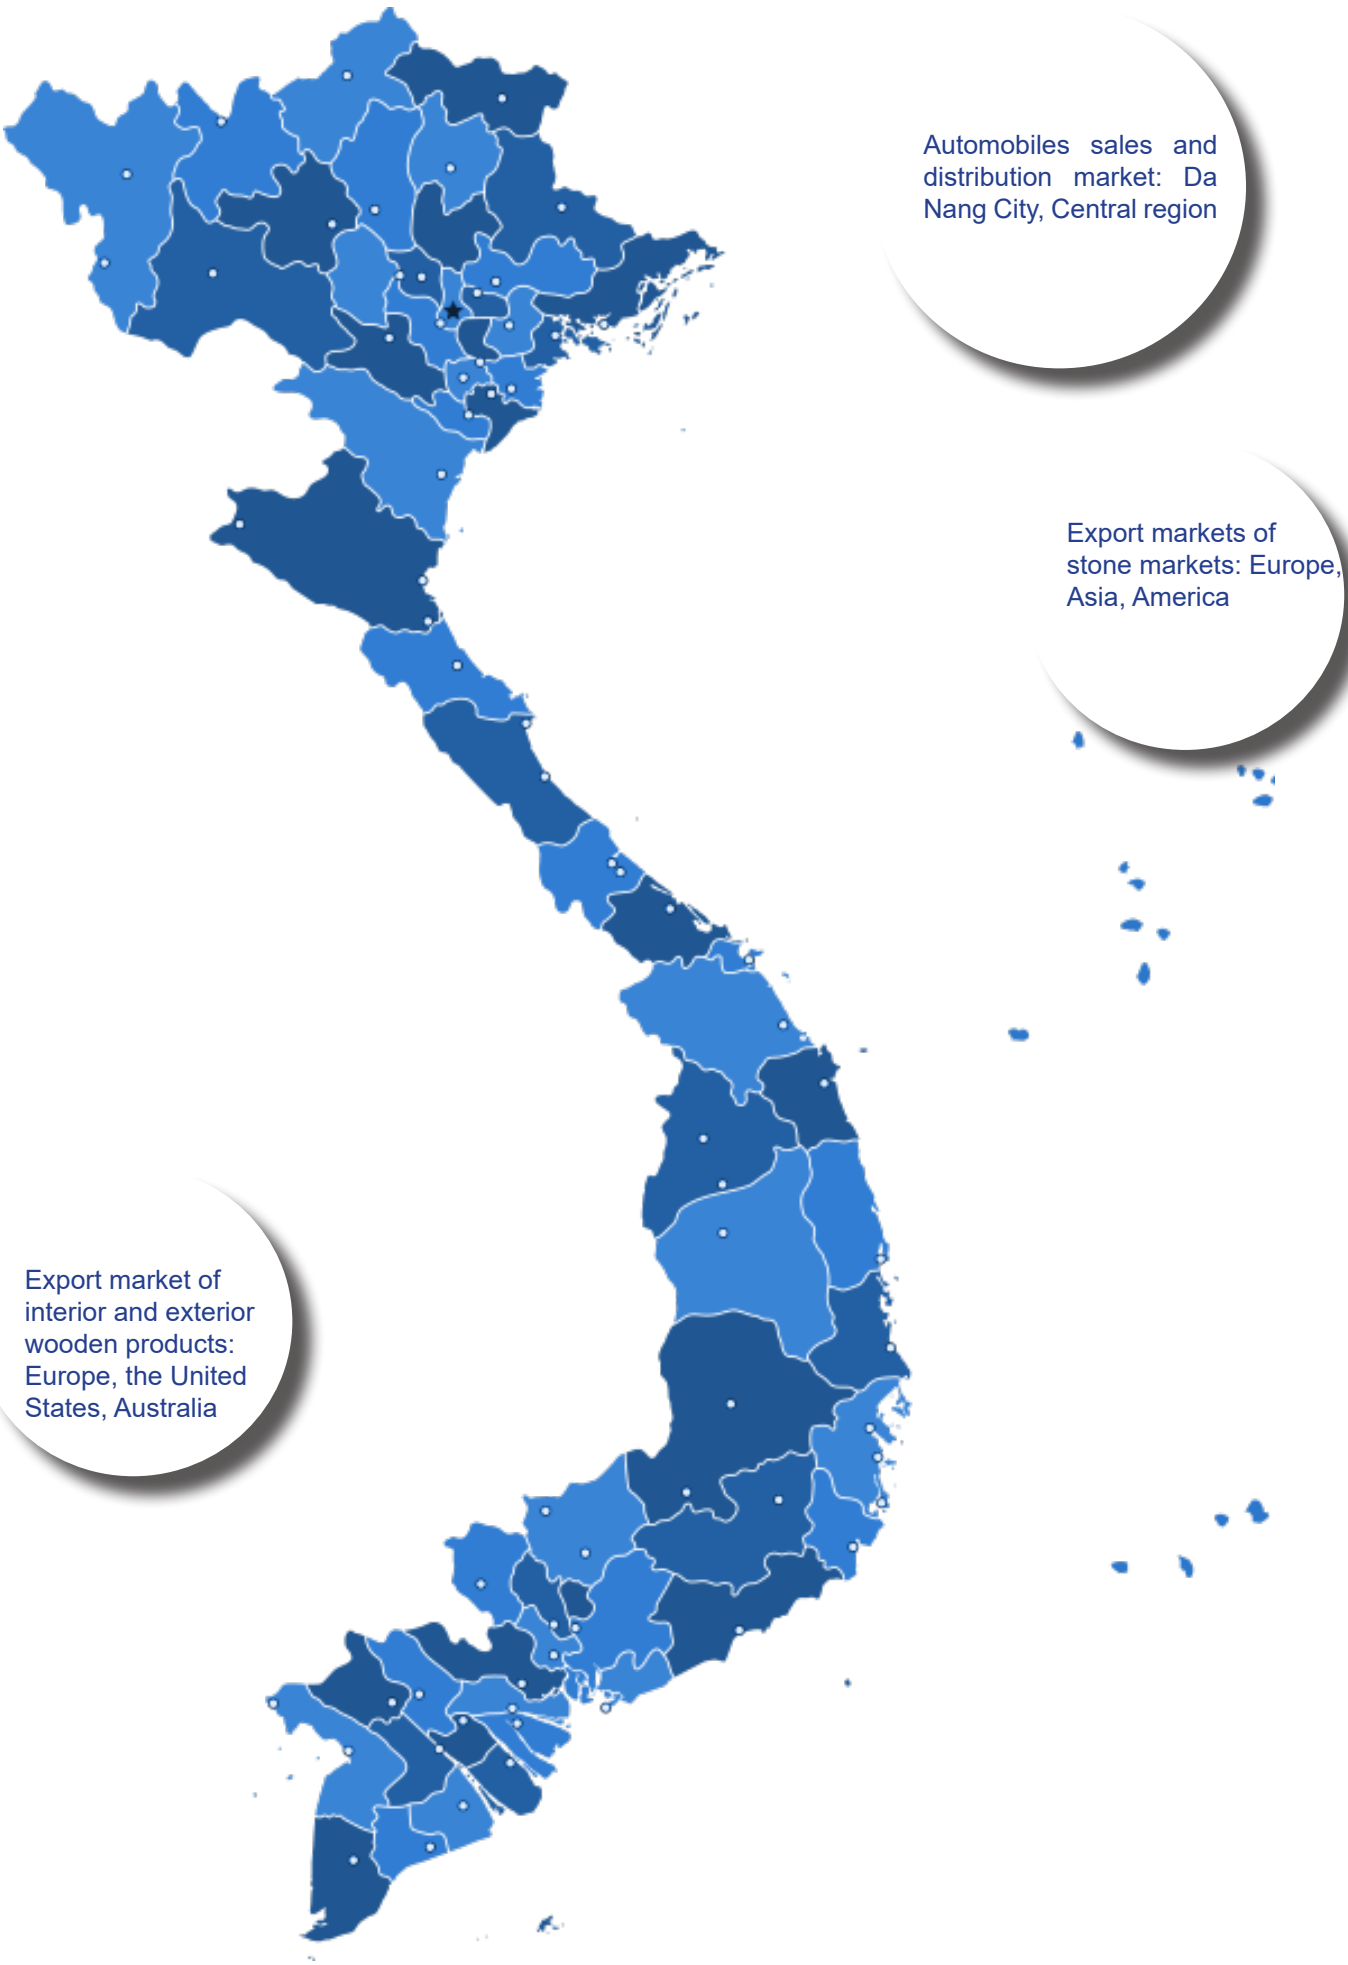 Automobiles sales and
distribution market: Da
Nang City, Central region
Export markets of
stone markets: Europe,
Asia, America
Export market of
interior and exterior
wooden products:
Europe, the United
States, Australia